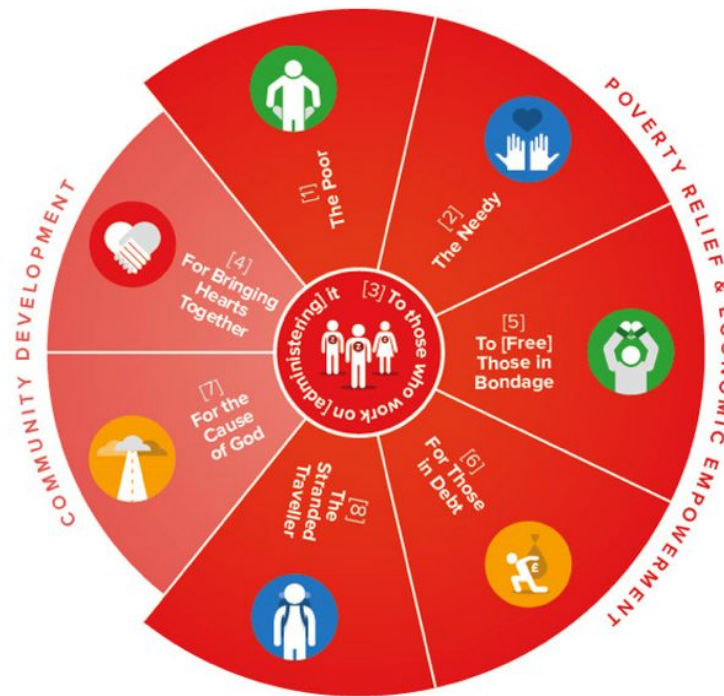 COMMUNITY DEVELOPMENT
POVERTY RELIEF & ECONOMIC EMPOWERMENT
[1]
The Poor
[2]
The Needy
[3] To those who work on [administering] it
£
£
[4]
For Bringing
Hearts
Together
[5]
To [Free]
Those in
Bondage
[6]
For Those
in Debt
£
[7]
For the
Cause
of God
[8]
The
Stranded
Traveller